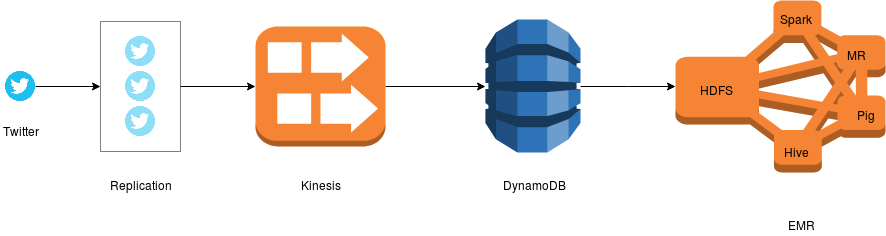 Spark
MR
HDFS
Pig
Twitter
Hive
Replication
Kinesis
DynamoDB
EMR